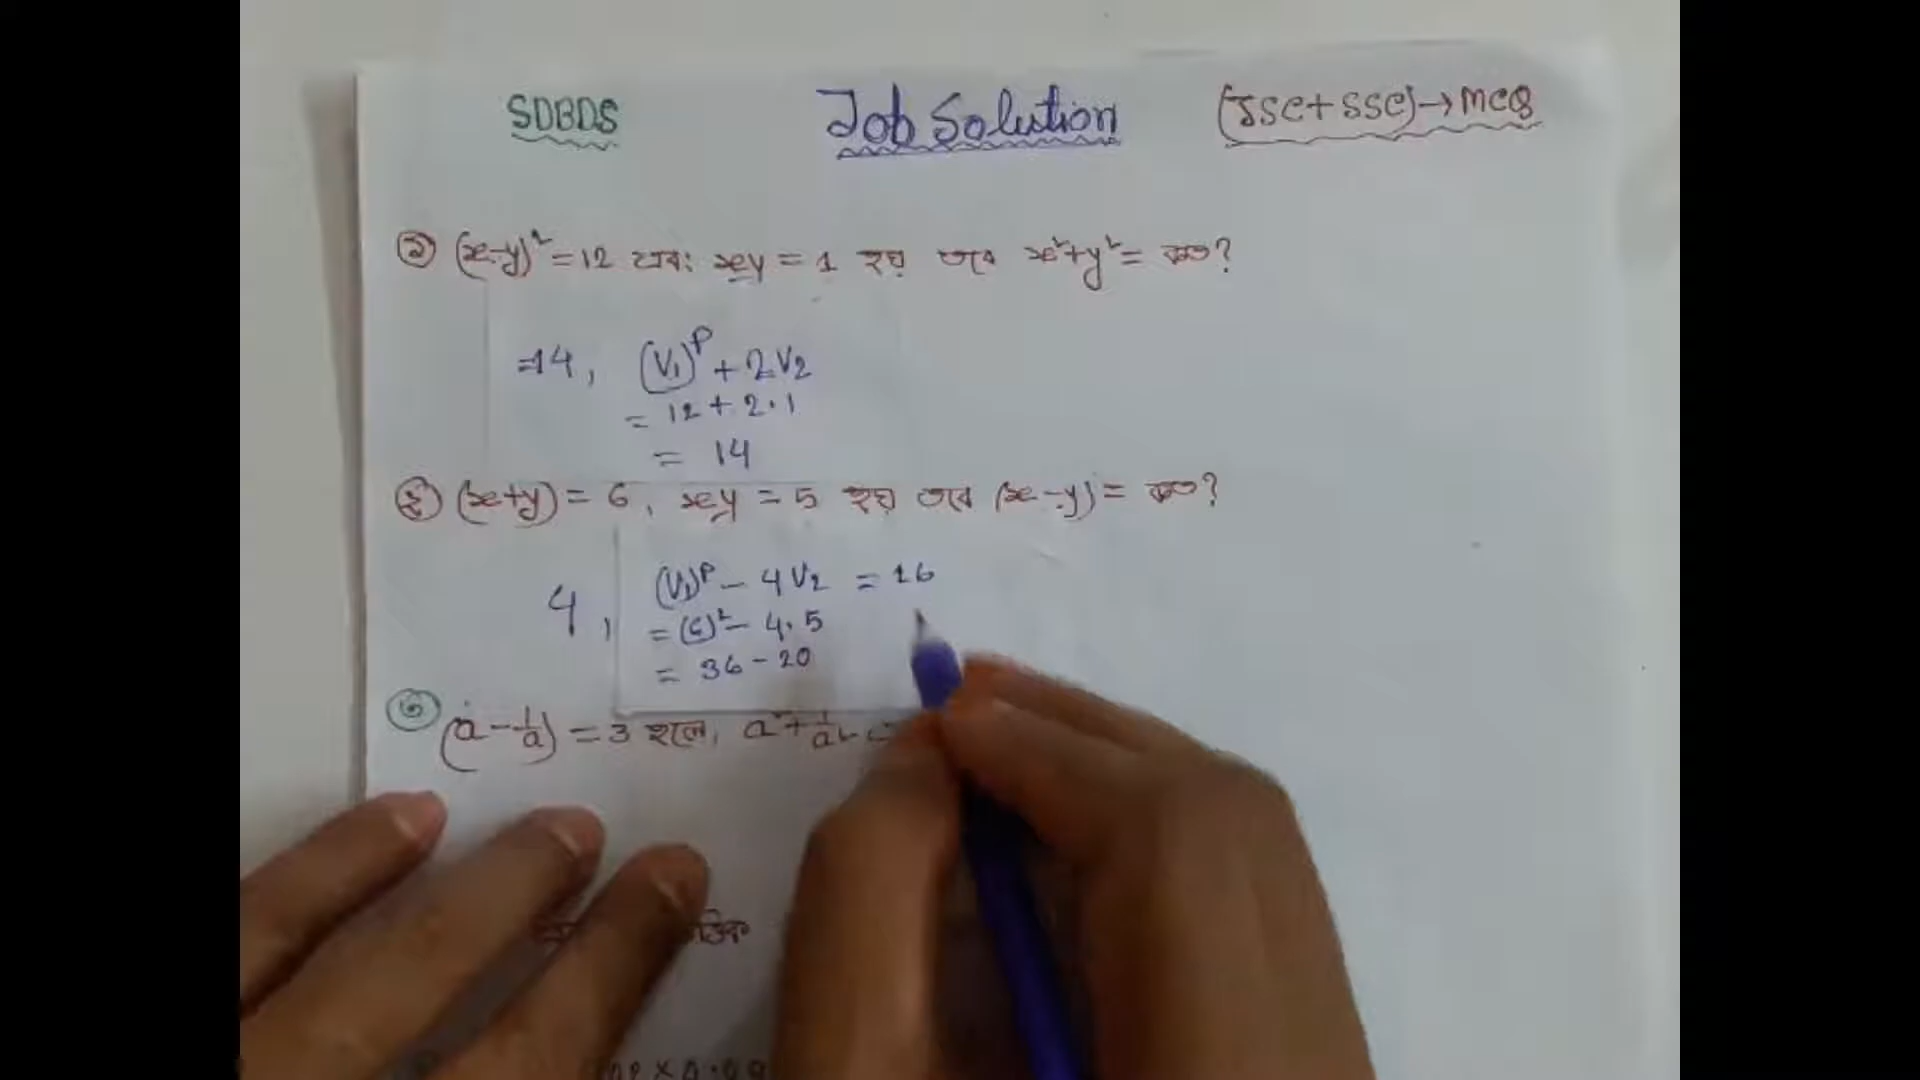 SDBDS
Job Solution
(JSC+SSC)→MCQ
১ (x-y)² = 12 এবং xy = 1 হয় তবে x²+y² = কত?
=14, (V₁)^P + 2V₂
= 12 + 2·1
= 14
২ (x+y) = 6, xy = 5 হয় তবে (x-y) = কত?
4, (V₁)^P - 4V₂ = 16
= (6)² - 4·5
= 36 - 20
৩ (a - 1/a) = 3 হলে, a² + 1/a² =